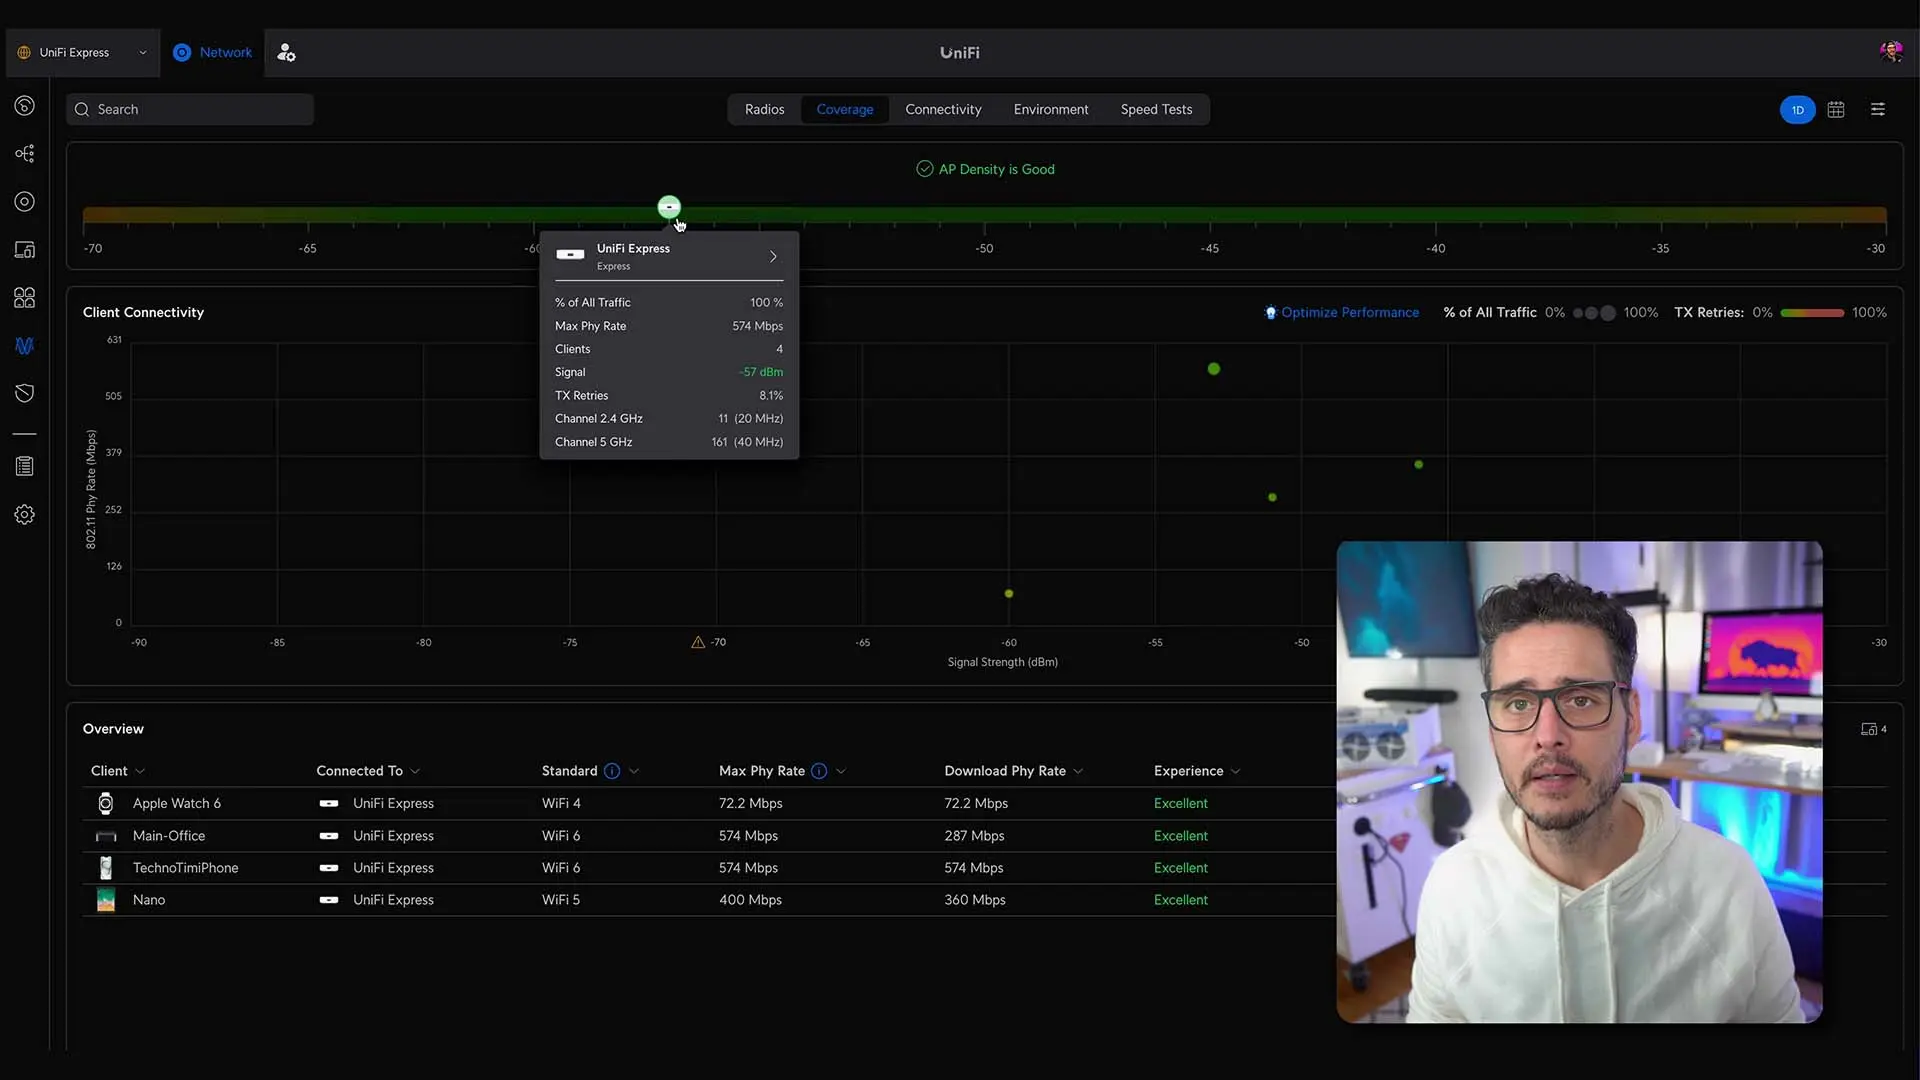 UniFi Express
Network
UniFi
Search
Radios Coverage Connectivity Environment Speed Tests
1D
AP Density is Good
-70 -65 -50 -45 -40 -35 -30
UniFi Express
Express
% of All Traffic 100 %
Max Phy Rate 574 Mbps
Clients 4
Signal -57 dBm
TX Retries 8.1%
Channel 2.4 GHz 11 (20 MHz)
Channel 5 GHz 161 (40 MHz)
Client Connectivity
Optimize Performance % of All Traffic 0% 100% TX Retries: 0% 100%
802.11 Phy Rate (Mbps)
631
505
379
252
126
0
-90 -85 -80 -75 -70 -65 -60 -55 -50 -30
Signal Strength (dBm)
Overview
4
Client Connected To Standard Max Phy Rate Download Phy Rate Experience
Apple Watch 6 UniFi Express WiFi 4 72.2 Mbps 72.2 Mbps Excellent
Main-Office UniFi Express WiFi 6 574 Mbps 287 Mbps Excellent
TechnoTimiPhone UniFi Express WiFi 6 574 Mbps 574 Mbps Excellent
Nano UniFi Express WiFi 5 400 Mbps 360 Mbps Excellent